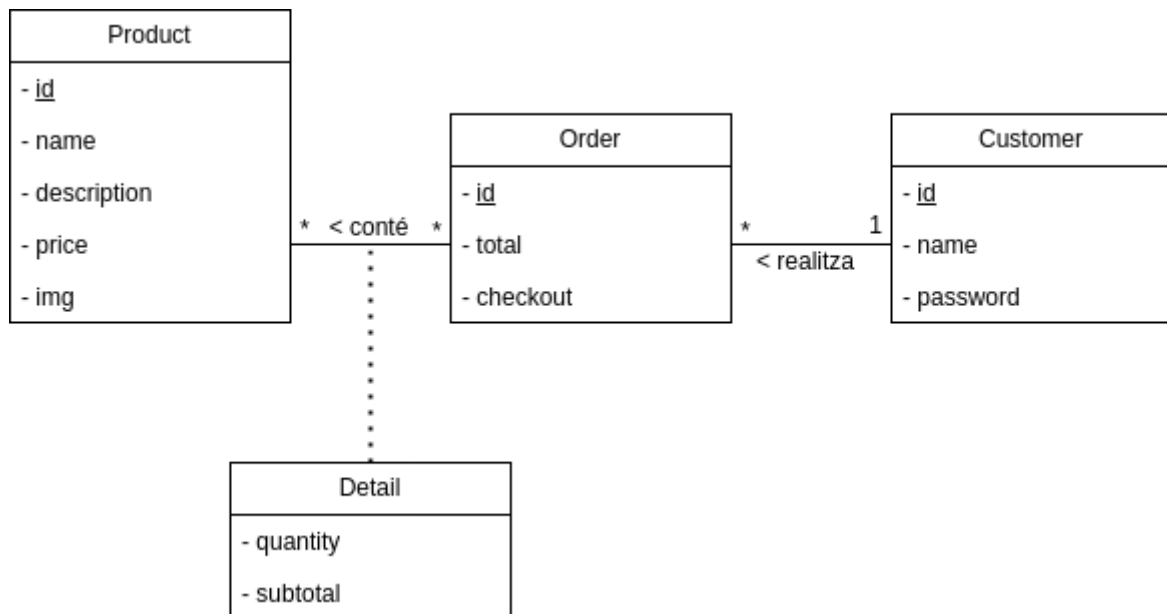 Product
- id
- name
- description
- price
- img
* < conté *
Order
- id
- total
- checkout
* 1
< realitza
Customer
- id
- name
- password
Detail
- quantity
- subtotal